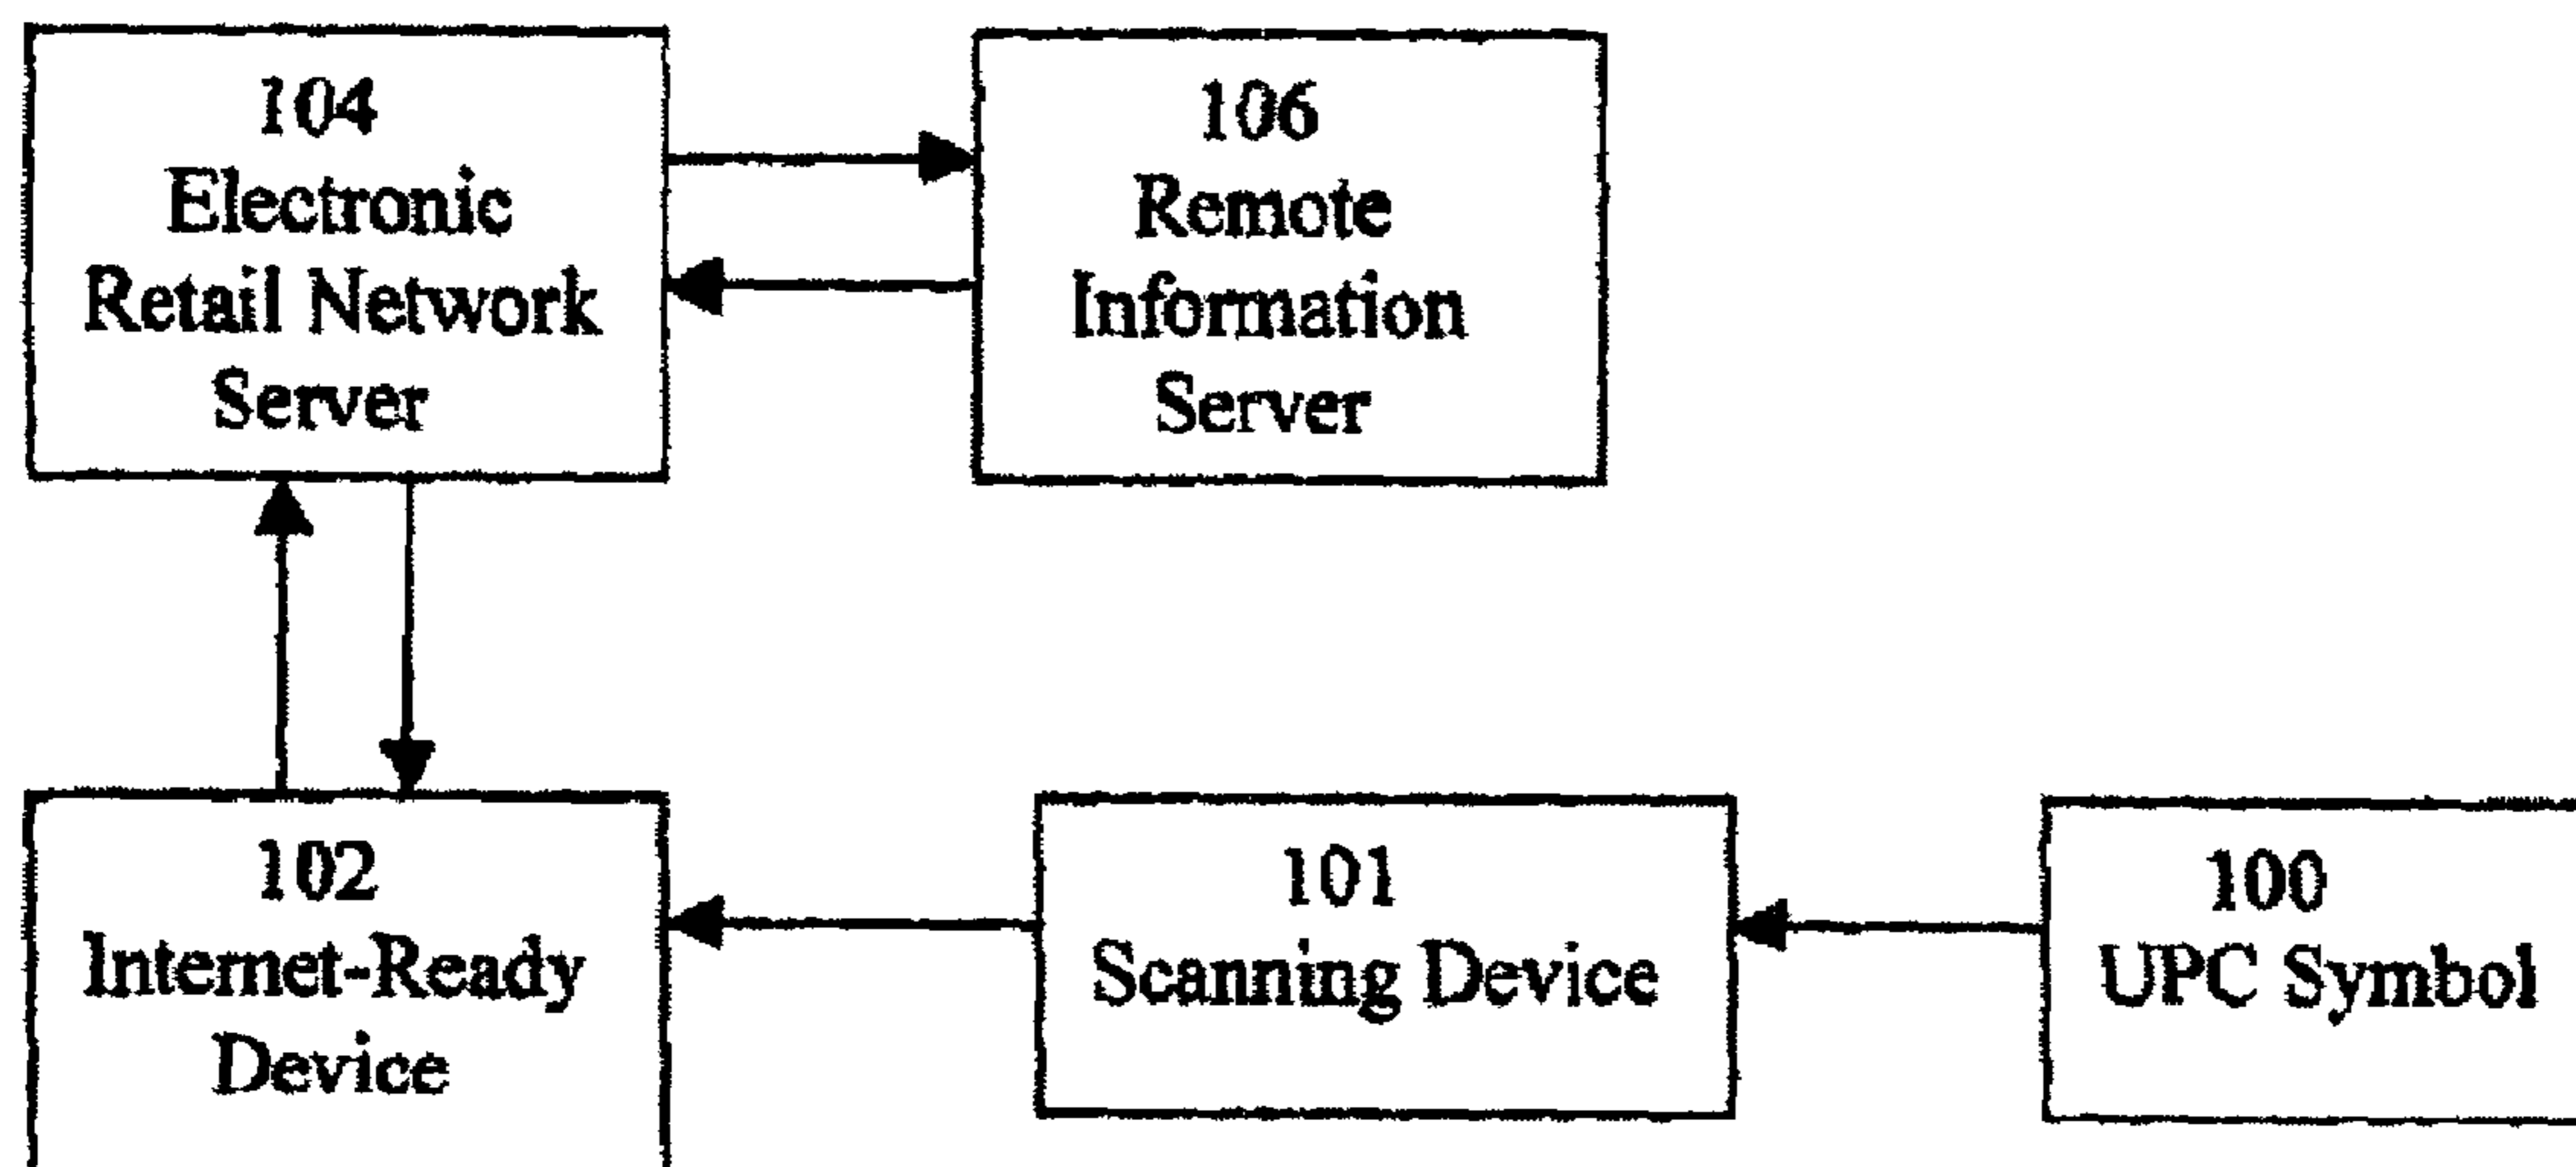 104
Electronic
Retail Network
Server
106
Remote
Information
Server
102
Internet-Ready
Device
101
Scanning Device
100
UPC Symbol